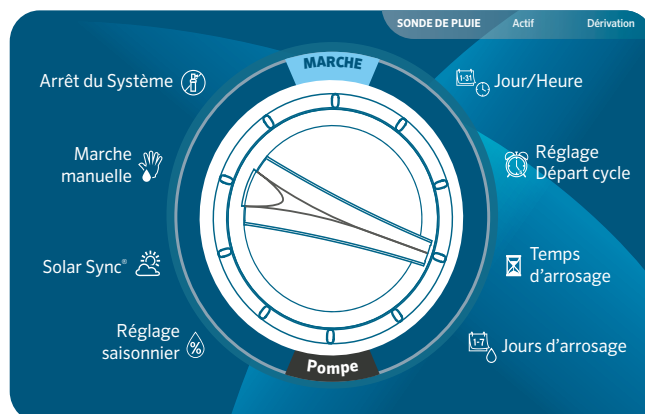 SONDE DE PLUIE Actif Dérivation
MARCHE
Arrêt du Système
1-31
Jour/Heure
Marche
manuelle
Réglage
Départ cycle
Solar Sync®
Temps
d'arrosage
Réglage
saisonnier
%
1-7
Jours d'arrosage
Pompe